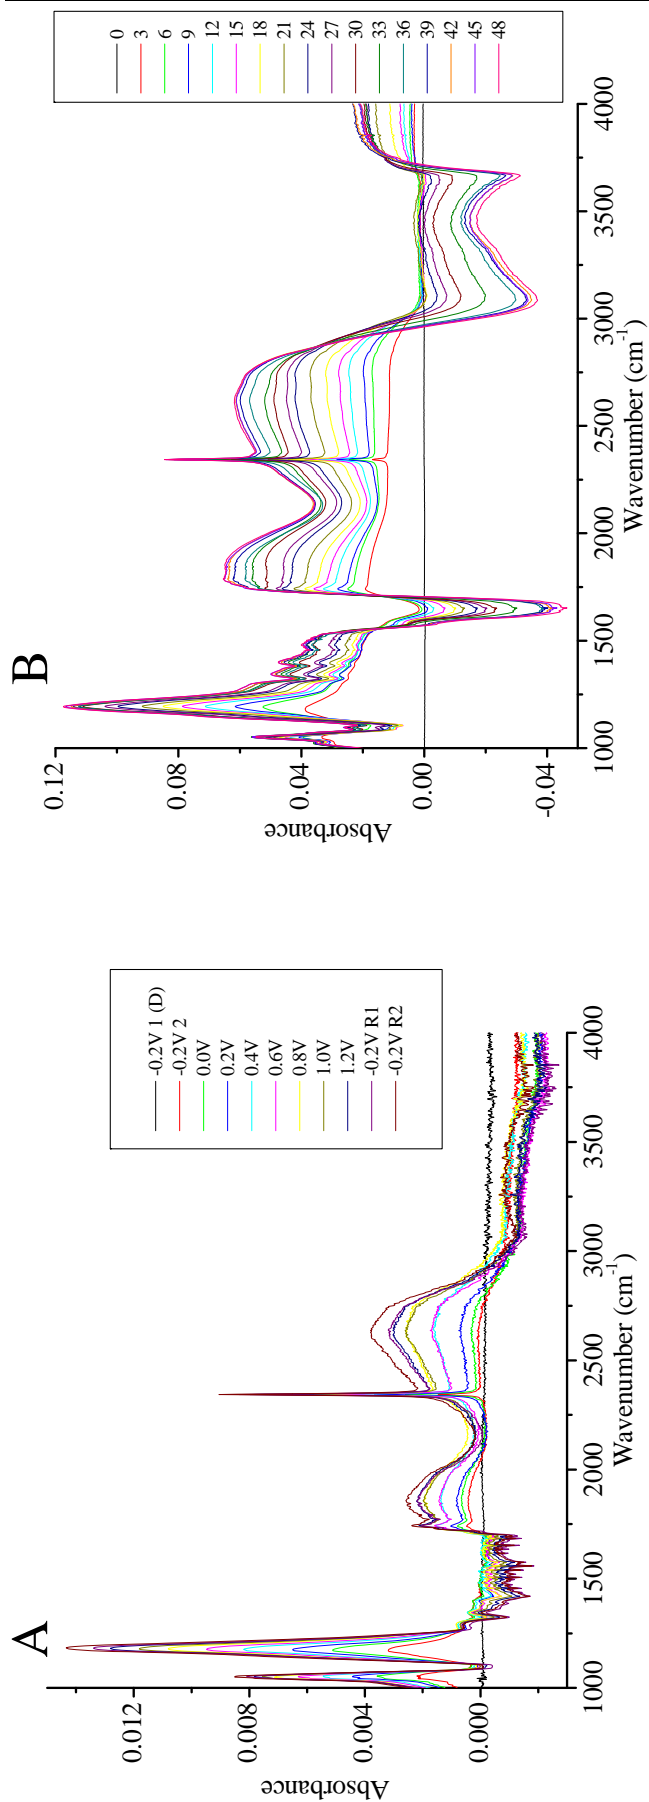 A
Absorbance
0.012
0.008
0.004
0.000
1000 1500 2000 2500 3000 3500 4000
Wavenumber (cm-1)
-0.2V 1 (D)
-0.2V 2
0.0V
0.2V
0.4V
0.6V
0.8V
1.0V
1.2V
-0.2V R1
-0.2V R2
B
Absorbance
0.12
0.08
0.04
0.00
-0.04
1000 1500 2000 2500 3000 3500 4000
Wavenumber (cm-1)
0
3
6
9
12
15
18
21
24
27
30
33
36
39
42
45
48